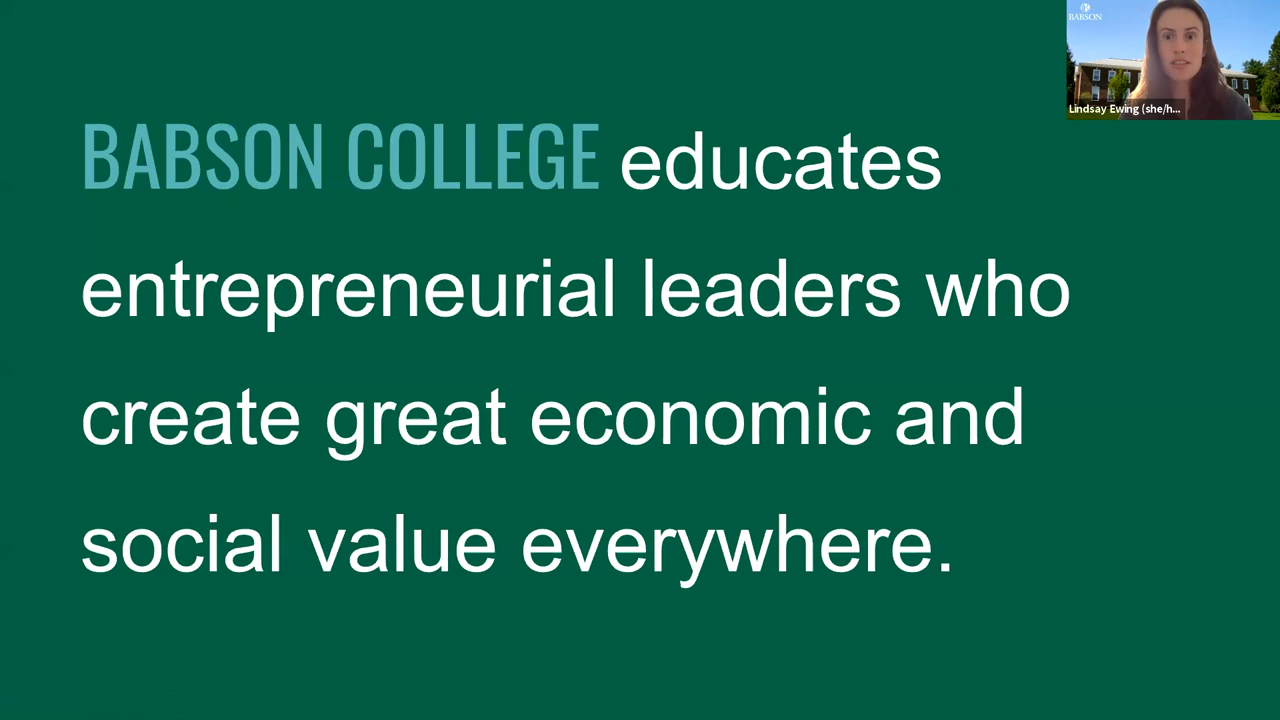 BABSON
Lindsay Ewing (she/h...
BABSON COLLEGE educates
entrepreneurial leaders who
create great economic and
social value everywhere.